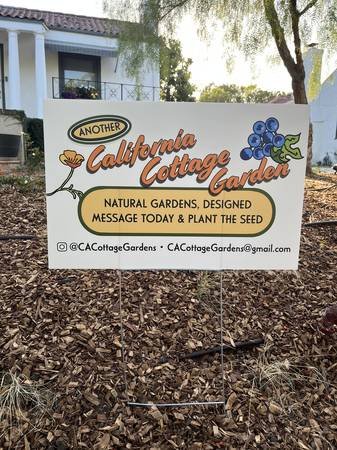 ANOTHER
California
Cottage
Garden
NATURAL GARDENS, DESIGNED
MESSAGE TODAY & PLANT THE SEED
@CACottageGardens • CACottageGardens@gmail.com